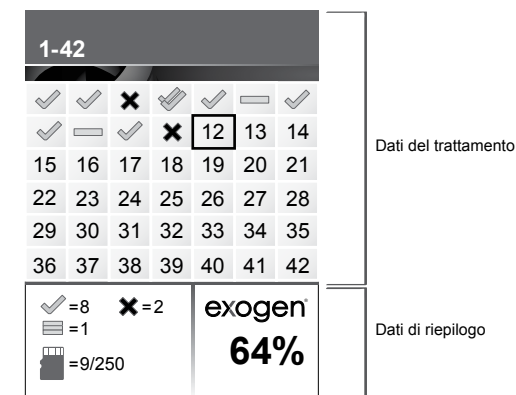 1-42
12 13 14
15 16 17 18 19 20 21
22 23 24 25 26 27 28
29 30 31 32 33 34 35
36 37 38 39 40 41 42
=8 =2
=1
=9/250
exogen
64%
Dati del trattamento
Dati di riepilogo